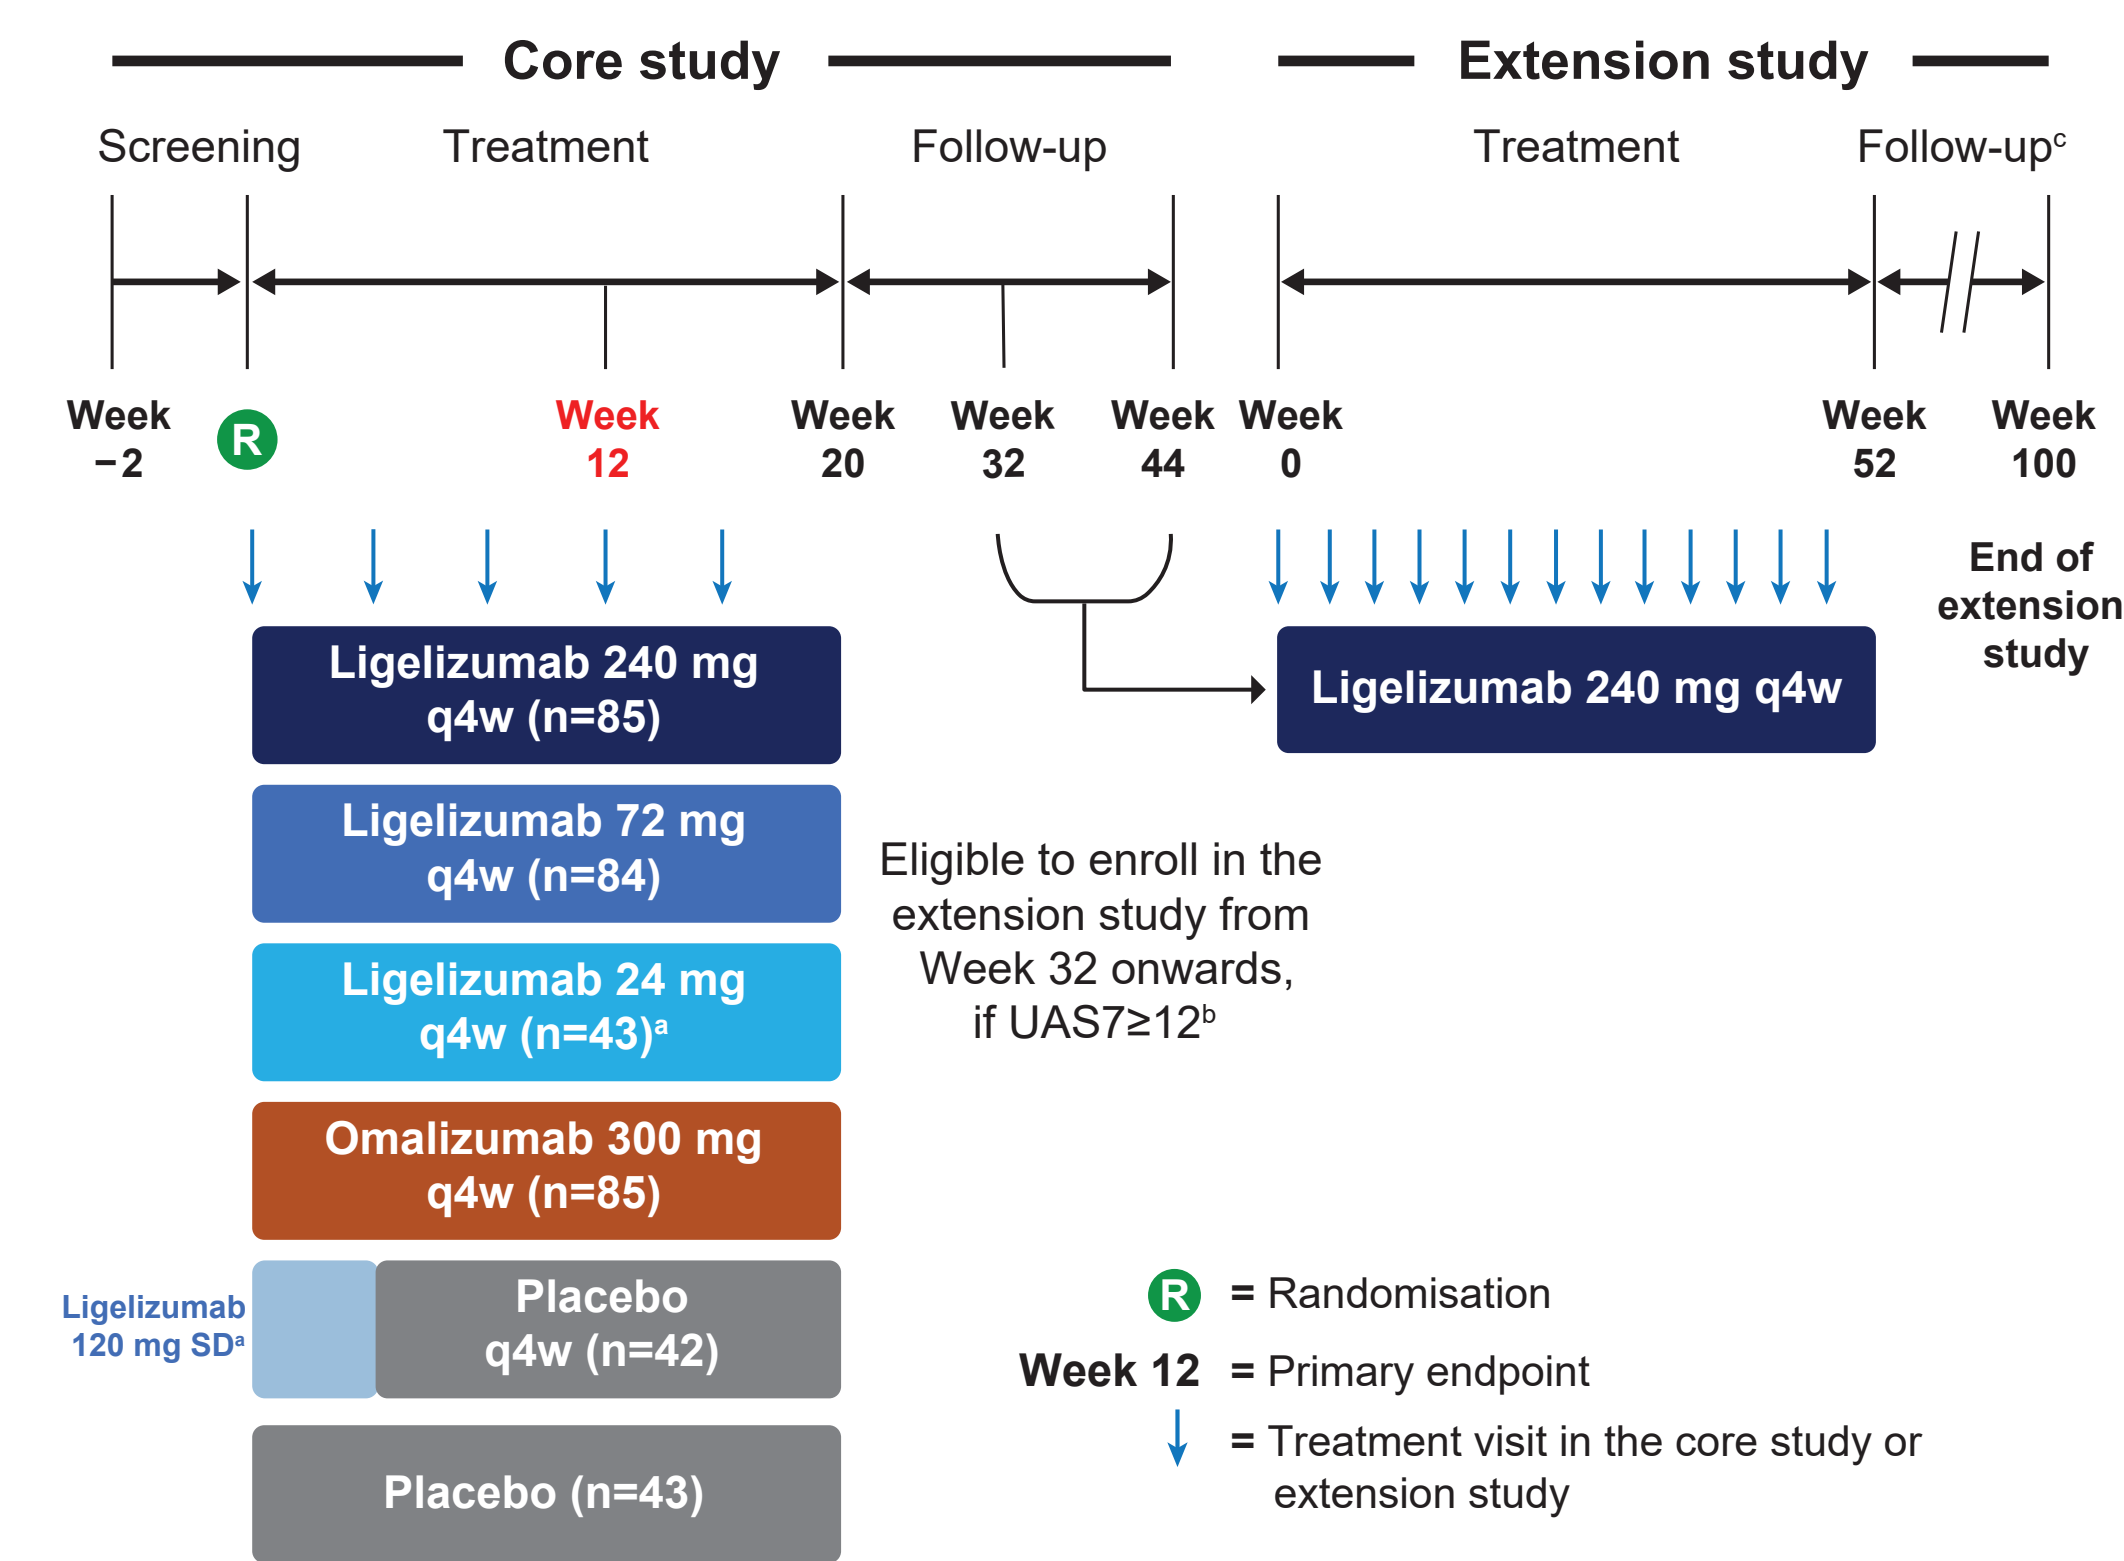 Core study
Extension study
Screening
Treatment
Follow-up
Treatment
Follow-upᶜ
Week
−2
R
Week
12
Week
20
Week
32
Week
44
Week
0
Week
52
Week
100
End of
extension
study
Ligelizumab 240 mg
q4w (n=85)
Ligelizumab 240 mg q4w
Ligelizumab 72 mg
q4w (n=84)
Eligible to enroll in the
extension study from
Week 32 onwards,
if UAS7≥12ᵇ
Ligelizumab 24 mg
q4w (n=43)ᵃ
Omalizumab 300 mg
q4w (n=85)
Ligelizumab
120 mg SDᵃ
Placebo
q4w (n=42)
Placebo (n=43)
R = Randomisation
Week 12 = Primary endpoint
= Treatment visit in the core study or
extension study